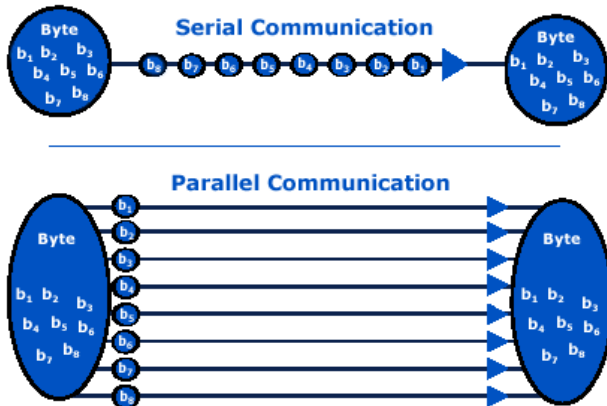 Serial Communication
Byte
b1 b2 b3
b4 b5 b6
b7 b8
b8 b7 b6 b5 b4 b3 b2 b1
Byte
b1 b2 b3
b4 b5 b6
b7 b8
Parallel Communication
Byte
b1 b2 b3
b4 b5 b6
b7 b8
b1
b2
b3
b4
b5
b6
b7
b8
Byte
b1 b2 b3
b4 b5 b6
b7 b8